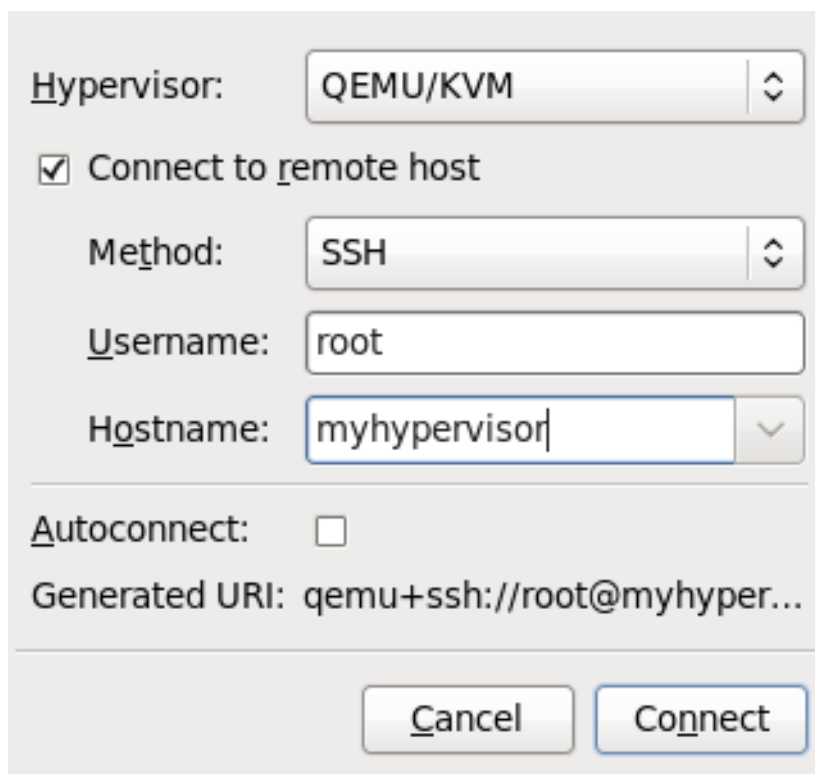 Hypervisor: QEMU/KVM
Connect to remote host
Method: SSH
Username: root
Hostname: myhypervisor
Autoconnect:
Generated URI: qemu+ssh://root@myhyper...
Cancel Connect